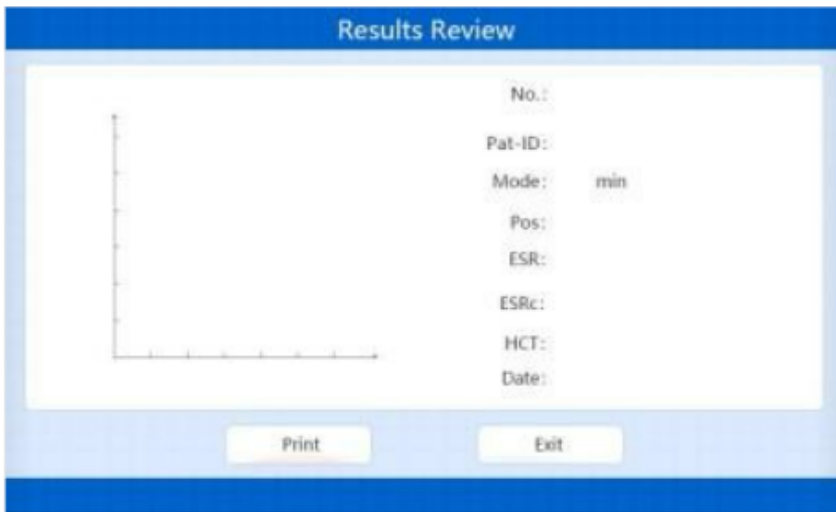 Results Review
No.:
Pat-ID:
Mode: min
Pos:
ESR:
ESRc:
HCT:
Date:
Print Exit